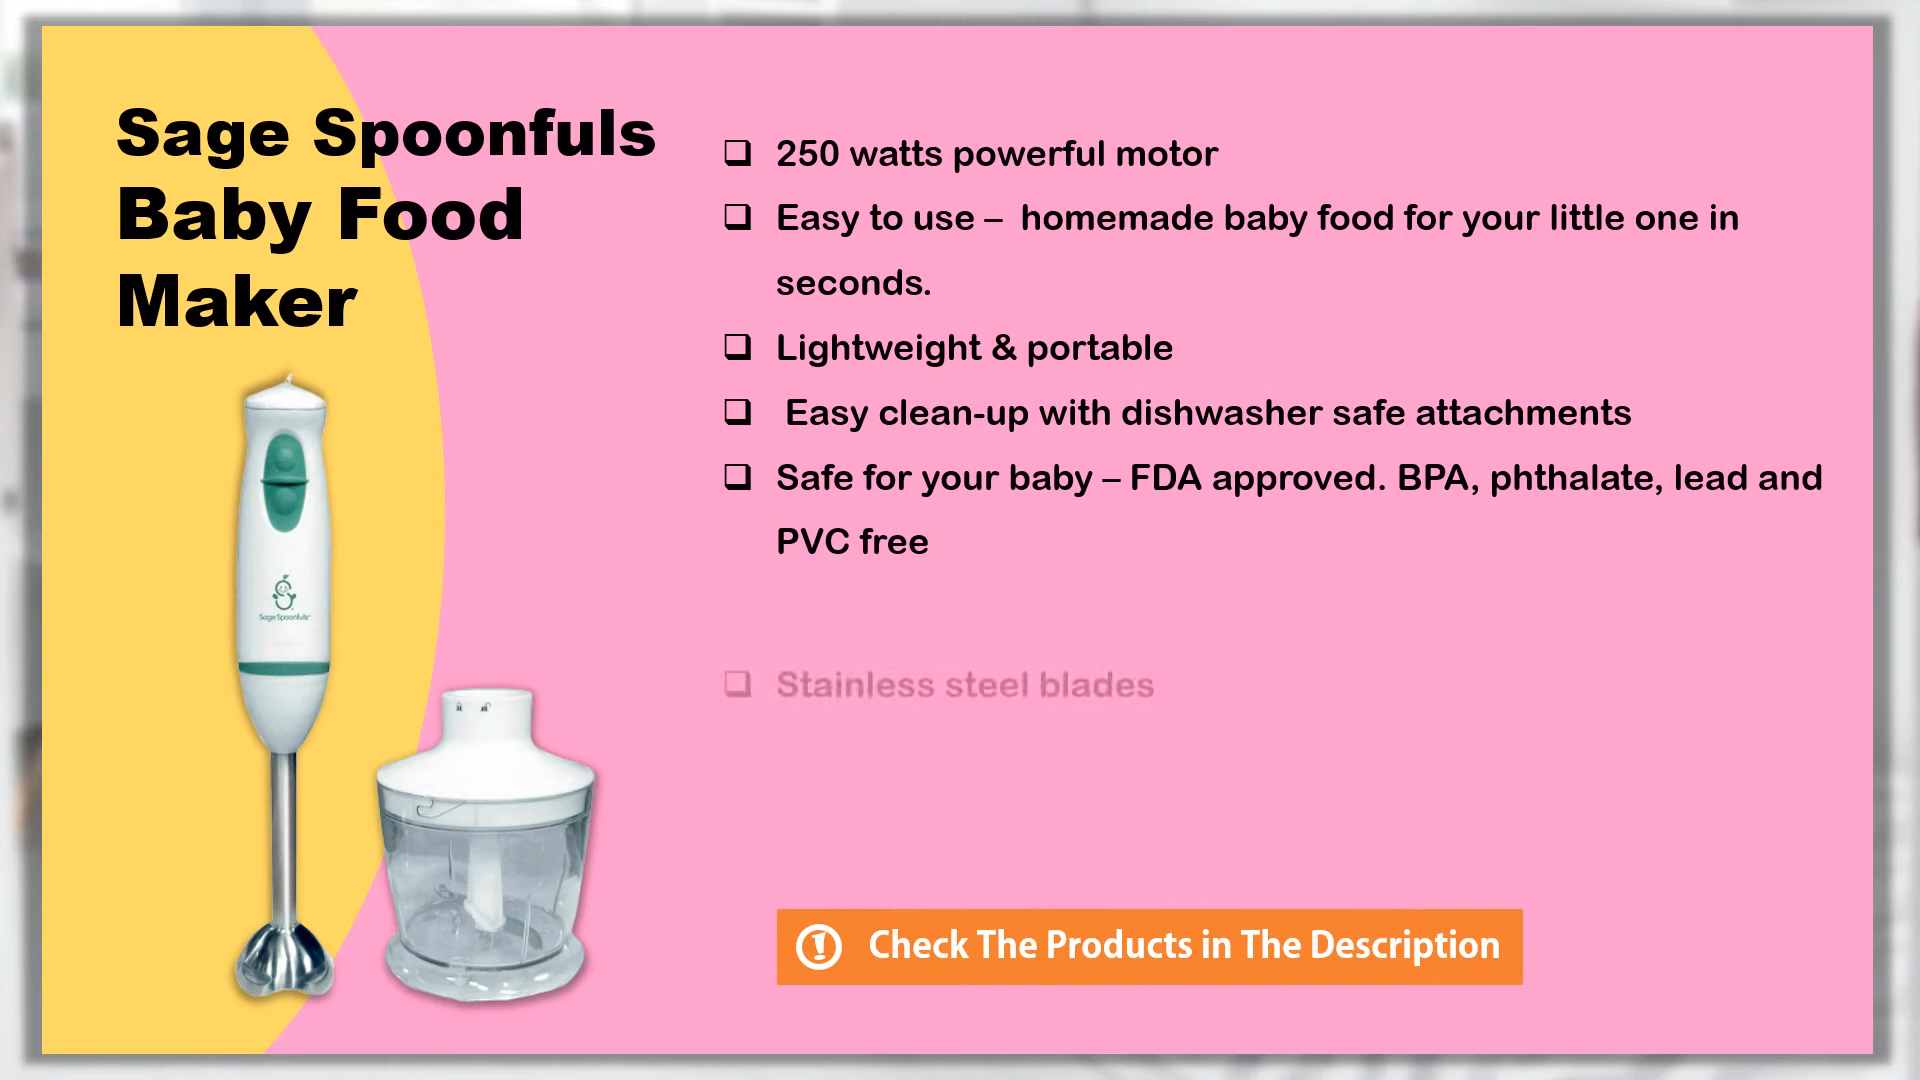 Sage Spoonfuls
Baby Food
Maker
❑ 250 watts powerful motor
❑ Easy to use – homemade baby food for your little one in
seconds.
❑ Lightweight & portable
❑ Easy clean-up with dishwasher safe attachments
❑ Safe for your baby – FDA approved. BPA, phthalate, lead and
PVC free
❑ Stainless steel blades
Sage Spoonfuls
Check The Products in The Description